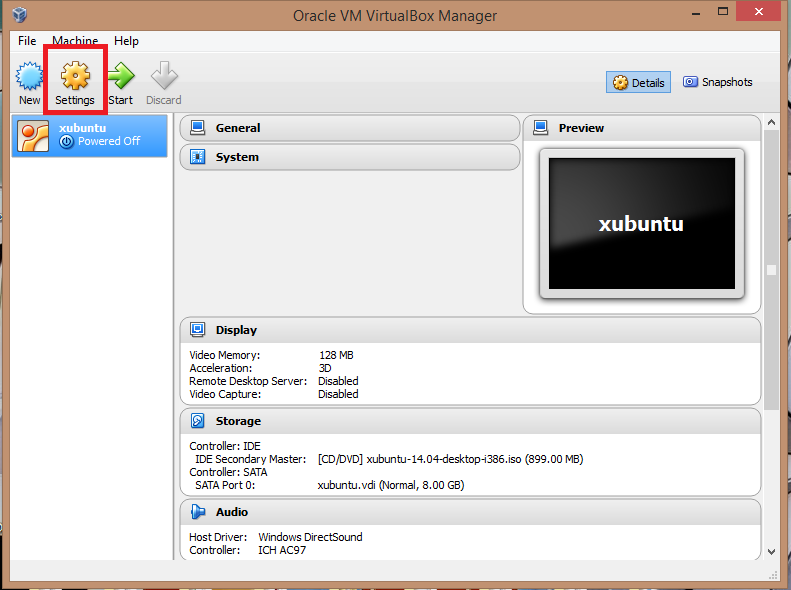 Oracle VM VirtualBox Manager
File Machine Help
New Settings Start Discard
Details Snapshots
xubuntu
Powered Off
General
System
Preview
xubuntu
Display
Video Memory: 128 MB
Acceleration: 3D
Remote Desktop Server: Disabled
Video Capture: Disabled
Storage
Controller: IDE
IDE Secondary Master: [CD/DVD] xubuntu-14.04-desktop-i386.iso (899.00 MB)
Controller: SATA
SATA Port 0: xubuntu.vdi (Normal, 8.00 GB)
Audio
Host Driver: Windows DirectSound
Controller: ICH AC97